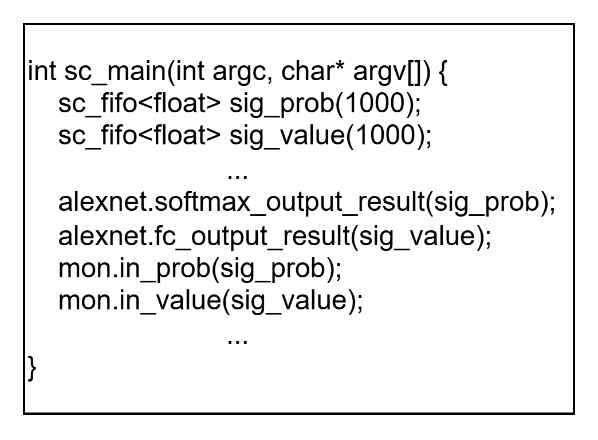 int sc_main(int argc, char* argv[]) {
sc_fifo<float> sig_prob(1000);
sc_fifo<float> sig_value(1000);
...
alexnet.softmax_output_result(sig_prob);
alexnet.fc_output_result(sig_value);
mon.in_prob(sig_prob);
mon.in_value(sig_value);
...
}